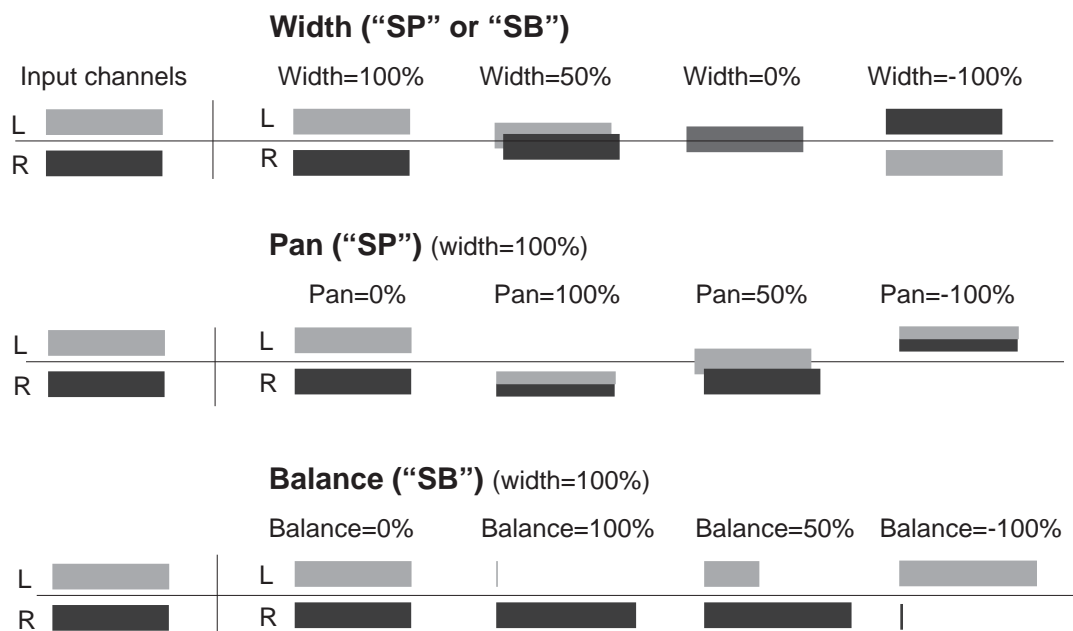 Width (“SP” or “SB”)
Input channels Width=100% Width=50% Width=0% Width=-100%
L L
R R
Pan (“SP”) (width=100%)
Pan=0% Pan=100% Pan=50% Pan=-100%
L L
R R
Balance (“SB”) (width=100%)
Balance=0% Balance=100% Balance=50% Balance=-100%
L L
R R